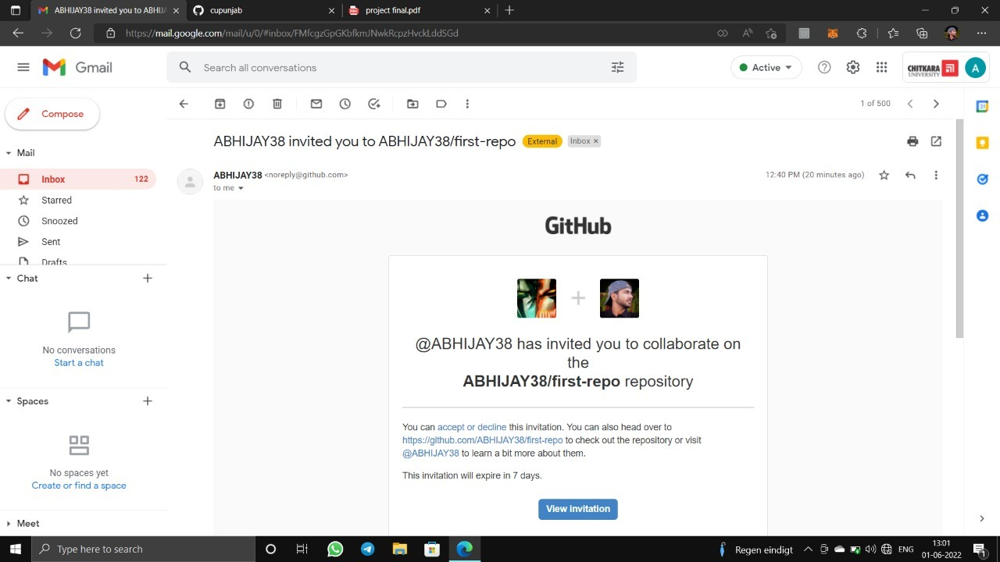 ABHIJAY38 invited you to ABHIJA
cupunjab
project final.pdf
https://mail.google.com/mail/u/0/#inbox/FMfcgzGpGKbfkmJNwkRcpzHvckLddSGd
Gmail
Search all conversations
Active
CHITKARA
UNIVERSITY
A
Compose
1 of 500
Mail
ABHIJAY38 invited you to ABHIJAY38/first-repo
External
Inbox ×
Inbox
122
ABHIJAY38 <noreply@github.com>
12:40 PM (20 minutes ago)
to me
Starred
Snoozed
Sent
Drafts
GitHub
Chat
No conversations
Start a chat
@ABHIJAY38 has invited you to collaborate on
the
ABHIJAY38/first-repo repository
Spaces
You can accept or decline this invitation. You can also head over to
https://github.com/ABHIJAY38/first-repo to check out the repository or visit
@ABHIJAY38 to learn a bit more about them.
No spaces yet
Create or find a space
This invitation will expire in 7 days.
View invitation
Meet
Type here to search
Regen eindigt
ENG
13:01
01-06-2022
1
31